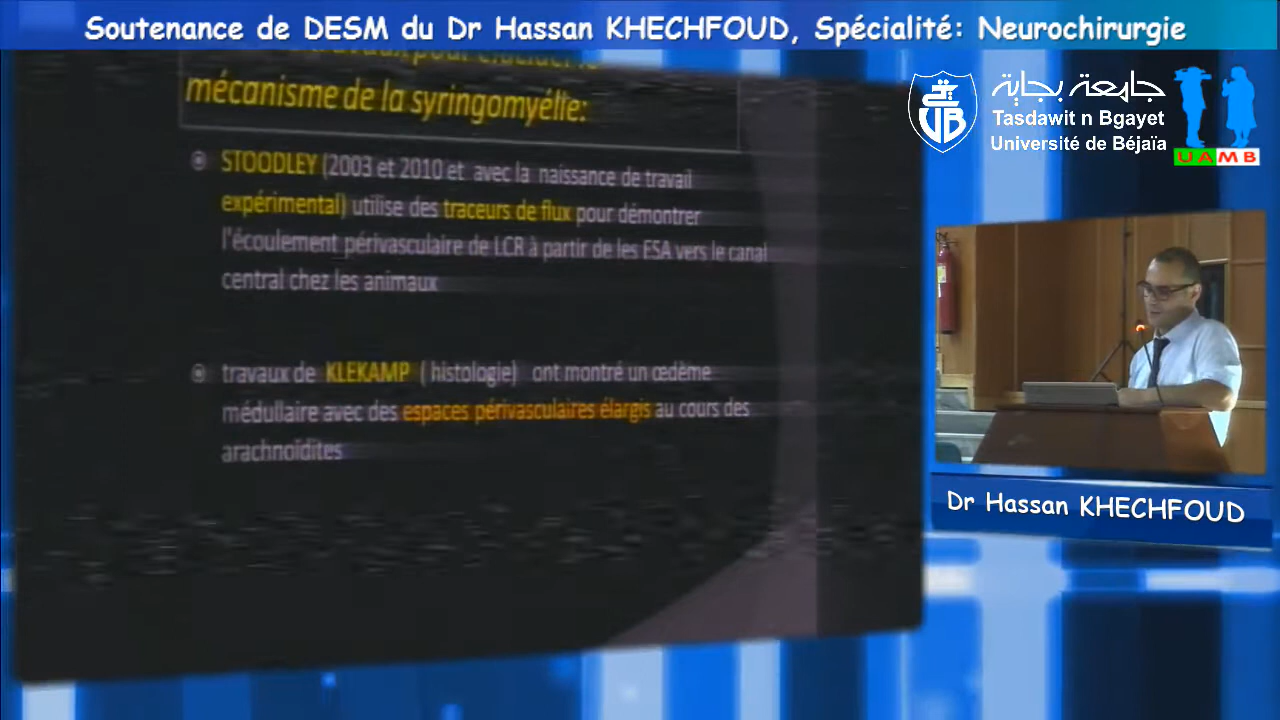 Soutenance de DESM du Dr Hassan KHECHFOUD, Spécialité: Neurochirurgie
mécanisme de la syringomyélie:
STOODLEY (2003 et 2010 et avec la naissance de travail
expérimental) utilise des traceurs de flux pour démontrer
l'écoulement périvasculaire de LCR à partir de les ESA vers le canal
central chez les animaux
travaux de KLEKAMP ( histologie) ont montré un œdème
médullaire avec des espaces périvasculaires élargis au cours des
arachnoïdites
جامعة بجاية
Tasdawit n Bgayet
Université de Béjaïa
UB
UAMB
Dr Hassan KHECHFOUD